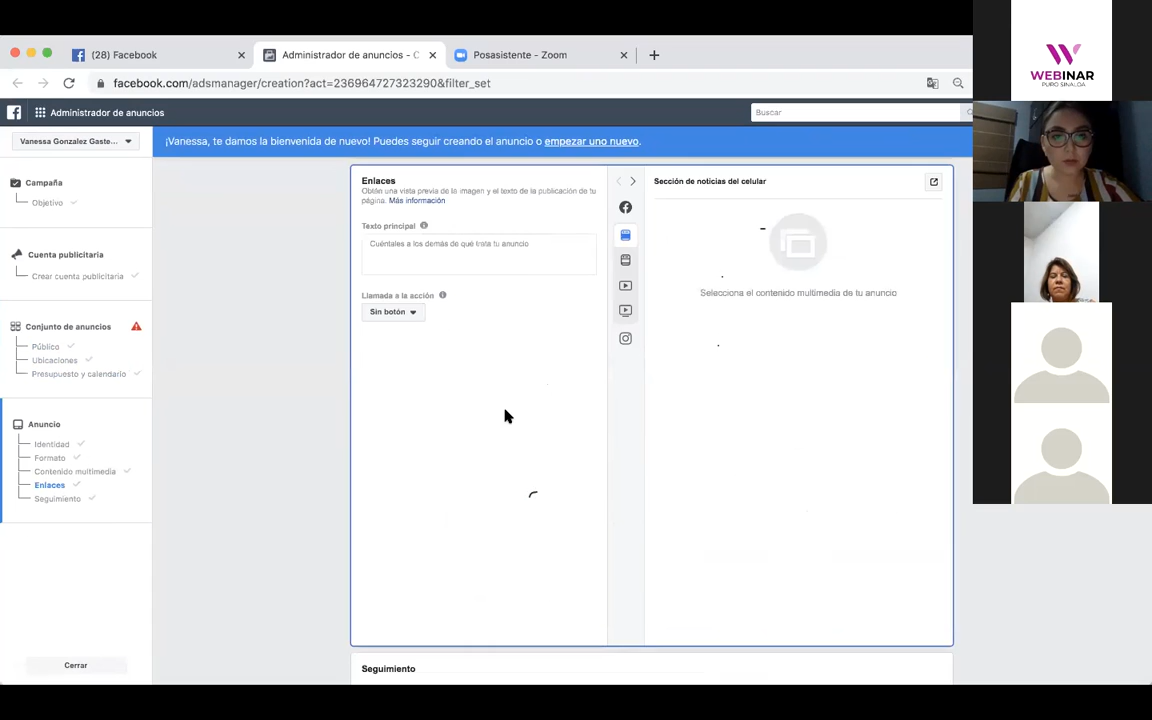 (28) Facebook
Administrador de anuncios - C
Posasistente - Zoom
facebook.com/adsmanager/creation?act=236964727323290&filter_set
Administrador de anuncios
Buscar
Vanessa Gonzalez Gaste...
¡Vanessa, te damos la bienvenida de nuevo! Puedes seguir creando el anuncio o empezar uno nuevo.
Campaña
Objetivo
Cuenta publicitaria
Crear cuenta publicitaria
Conjunto de anuncios
Público
Ubicaciones
Presupuesto y calendario
Anuncio
Identidad
Formato
Contenido multimedia
Enlaces
Seguimiento
Cerrar
Enlaces
Obtén una vista previa de la imagen y el texto de la publicación de tu
página. Más información
Texto principal
Cuéntales a los demás de qué trata tu anuncio
Llamada a la acción
Sin botón
Sección de noticias del celular
Selecciona el contenido multimedia de tu anuncio
Seguimiento
WEBINAR
PURO SINALOA